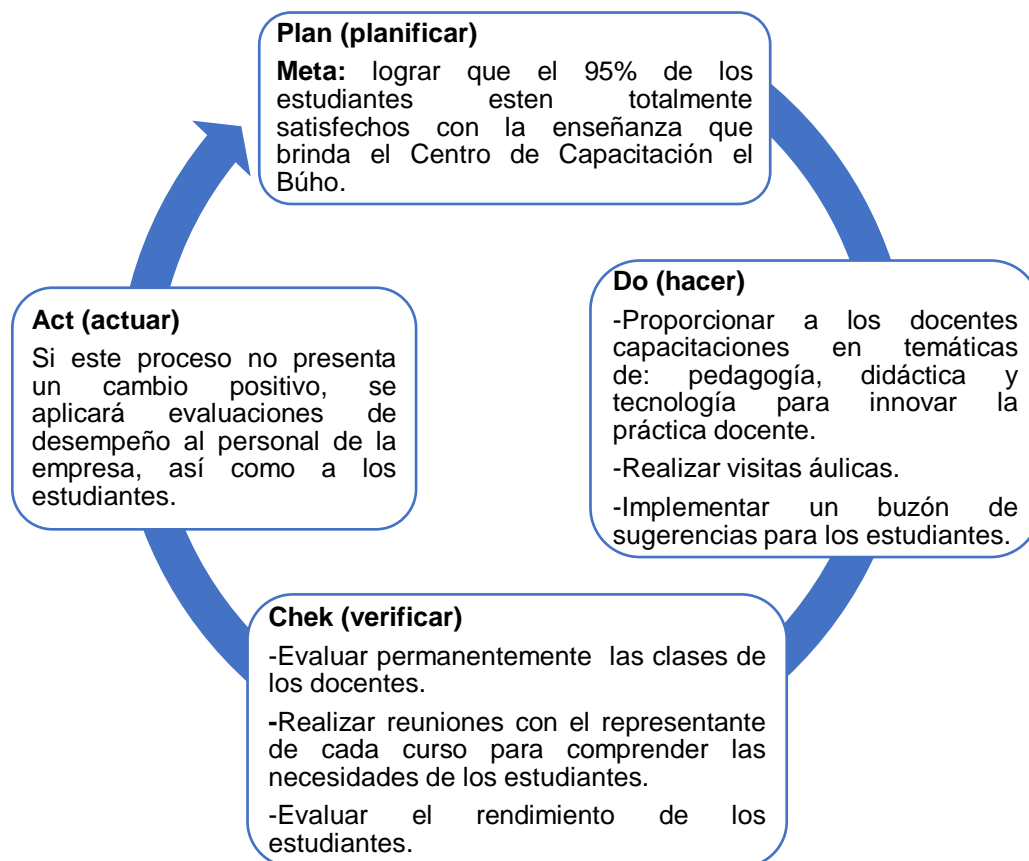 Plan (planificar)
Meta: lograr que el 95% de los
estudiantes esten totalmente
satisfechos con la enseñanza que
brinda el Centro de Capacitación el
Búho.
Do (hacer)
-Proporcionar a los docentes
capacitaciones en temáticas
de: pedagogía, didáctica y
tecnología para innovar la
práctica docente.
-Realizar visitas áulicas.
-Implementar un buzón de
sugerencias para los estudiantes.
Chek (verificar)
-Evaluar permanentemente las clases de
los docentes.
-Realizar reuniones con el representante
de cada curso para comprender las
necesidades de los estudiantes.
-Evaluar el rendimiento de los
estudiantes.
Act (actuar)
Si este proceso no presenta
un cambio positivo, se
aplicará evaluaciones de
desempeño al personal de la
empresa, así como a los
estudiantes.